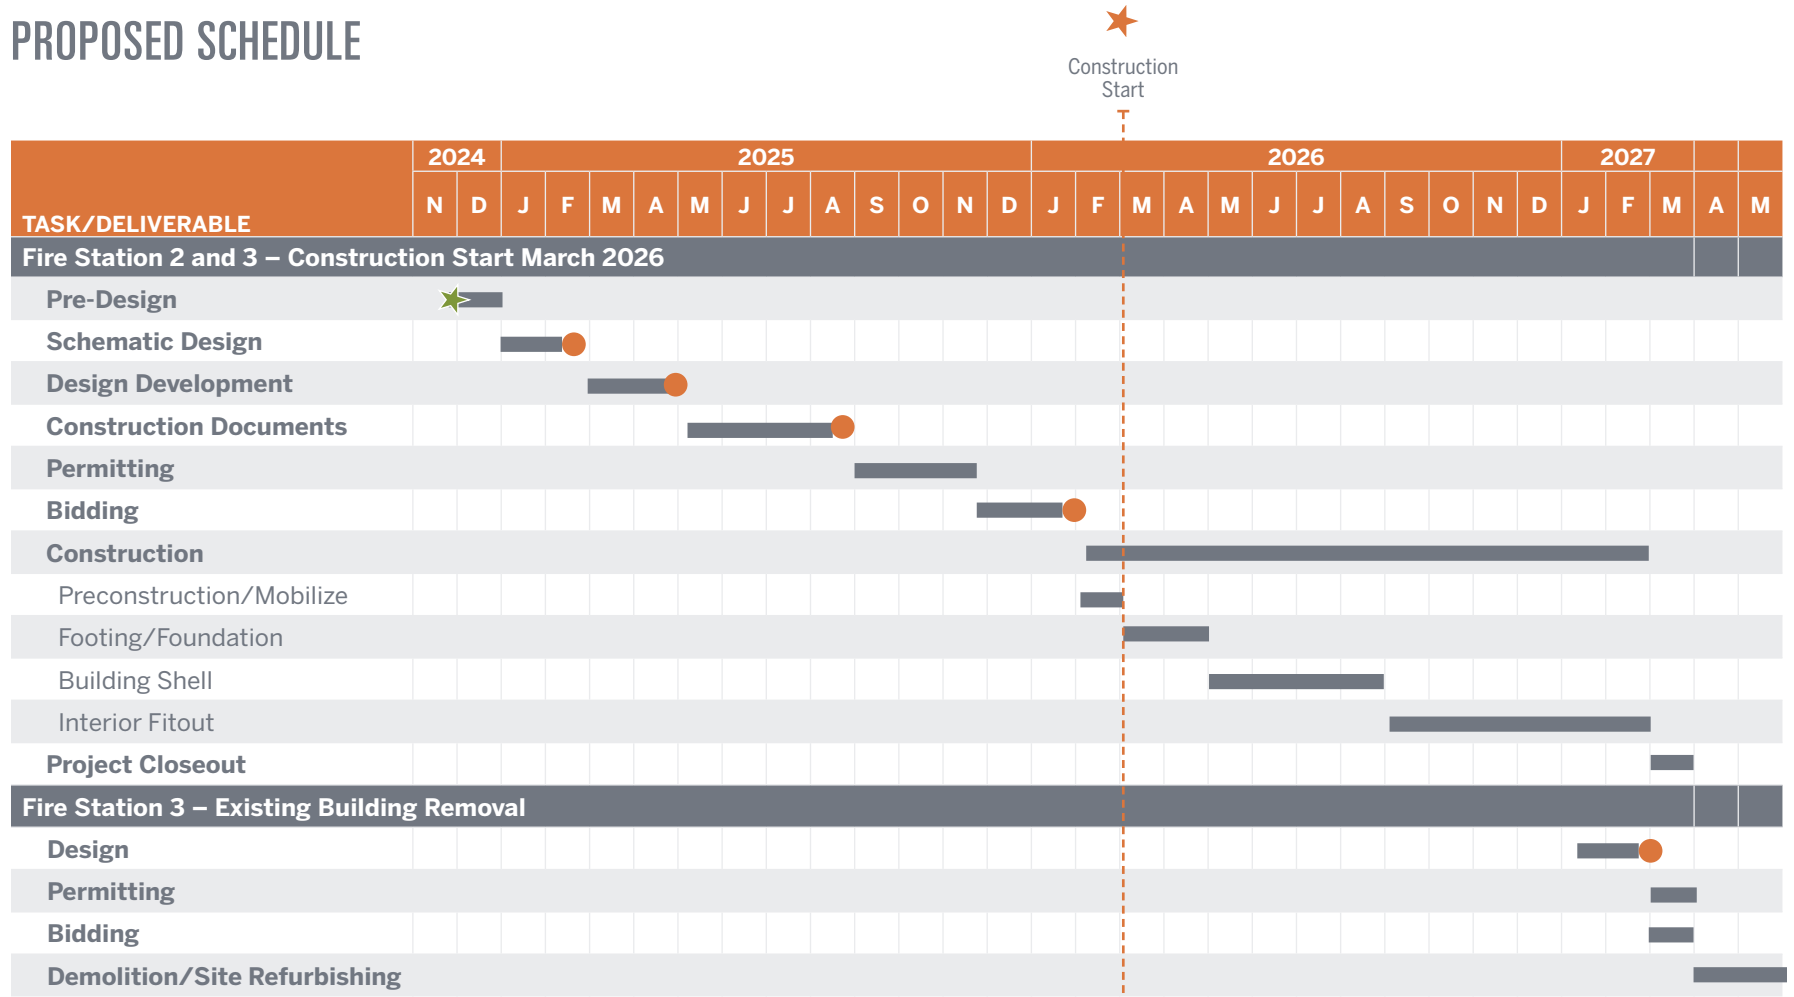 PROPOSED SCHEDULE
Construction
Start
2024 2025 2026 2027
N D J F M A M J J A S O N D J F M A M J J A S O N D J F M A M
TASK/DELIVERABLE
Fire Station 2 and 3 – Construction Start March 2026
Pre-Design
Schematic Design
Design Development
Construction Documents
Permitting
Bidding
Construction
Preconstruction/Mobilize
Footing/Foundation
Building Shell
Interior Fitout
Project Closeout
Fire Station 3 – Existing Building Removal
Design
Permitting
Bidding
Demolition/Site Refurbishing